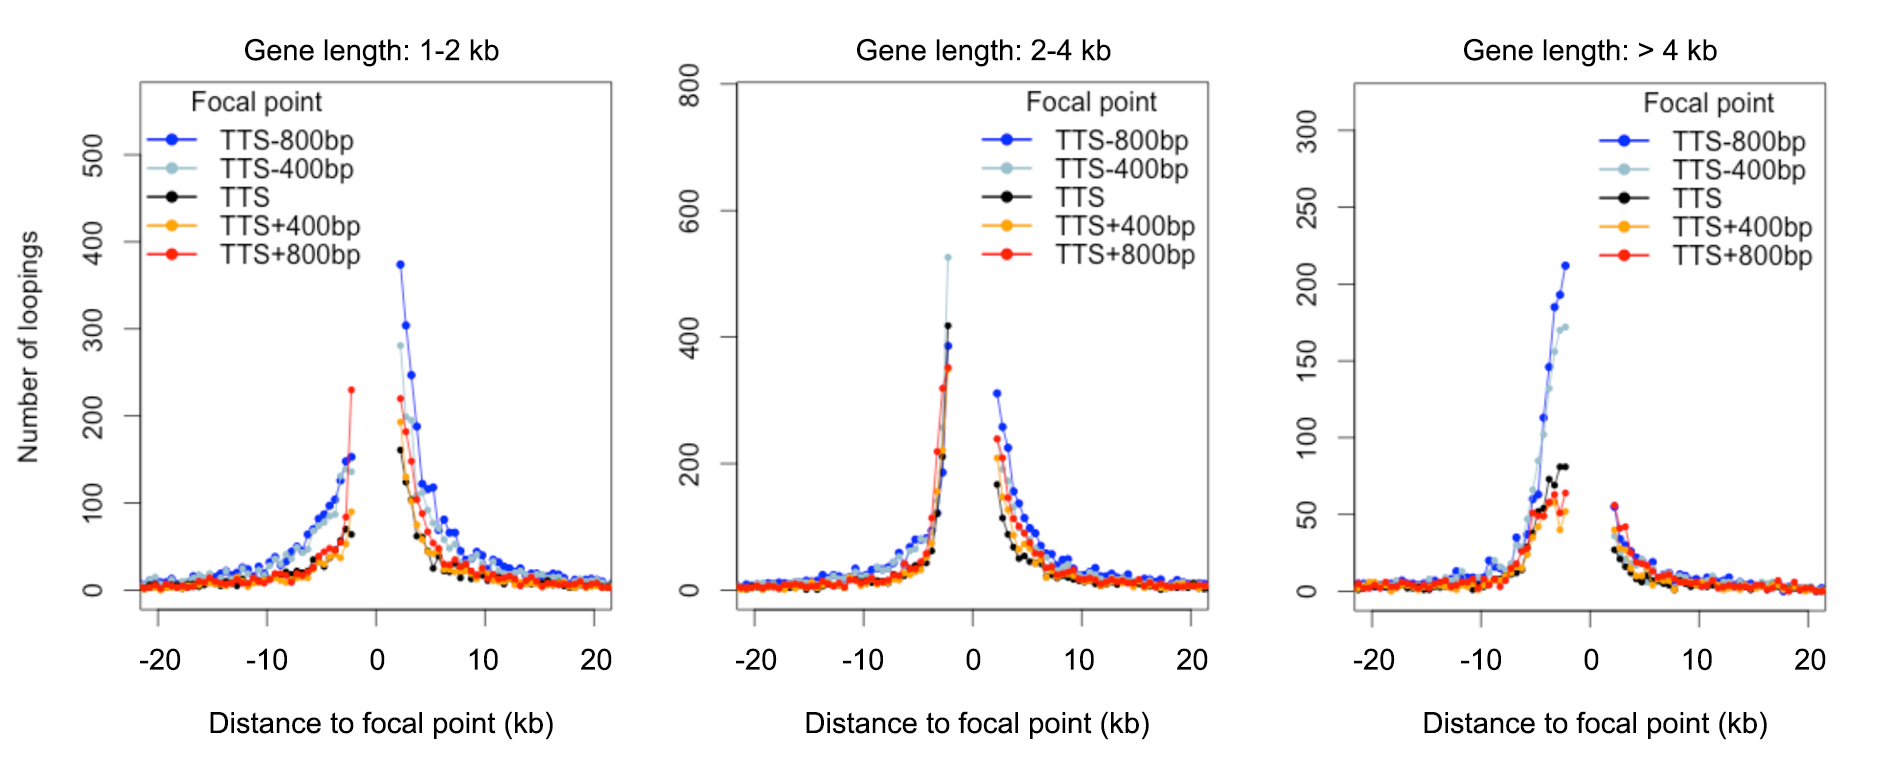 Gene length: 1-2 kb
Focal point
TTS-800bp
TTS-400bp
TTS
TTS+400bp
TTS+800bp
Number of loopings
500
400
300
200
100
0
-20 -10 0 10 20
Distance to focal point (kb)
Gene length: 2-4 kb
Focal point
TTS-800bp
TTS-400bp
TTS
TTS+400bp
TTS+800bp
800
600
400
200
0
-20 -10 0 10 20
Distance to focal point (kb)
Gene length: > 4 kb
Focal point
TTS-800bp
TTS-400bp
TTS
TTS+400bp
TTS+800bp
300
250
200
150
100
50
0
-20 -10 0 10 20
Distance to focal point (kb)